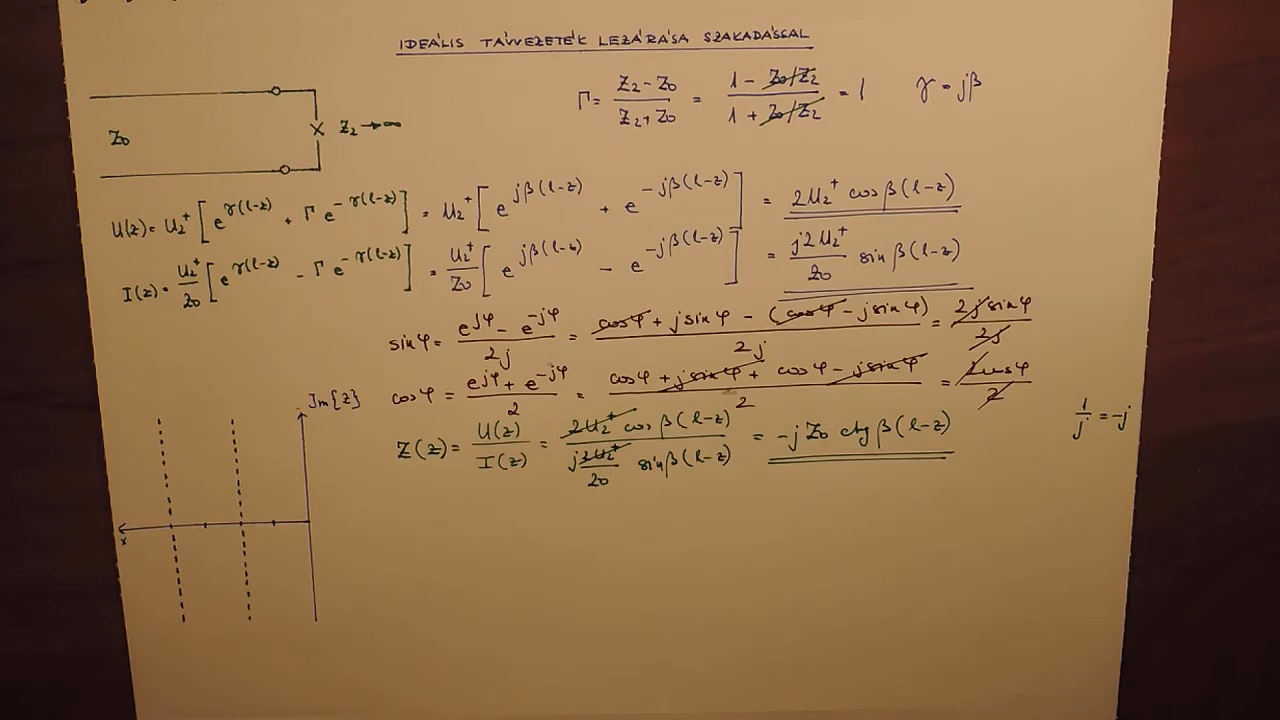 IDEÁLIS TÁVVEZETÉK LEZÁRÁSA SZAKADÁSSAL
Γ = (Z₂ - Z₀)/(Z₂ + Z₀) = (1 - Z₀/Z₂)/(1 + Z₀/Z₂) = 1    γ = jβ
Z₀    Z₂ → ∞
U(z) = U₂⁺ [e^γ(l-z) + Γ e^-γ(l-z)] = U₂⁺ [e^jβ(l-z) + e^-jβ(l-z)] = 2U₂⁺ cos β(l-z)
I(z) = U₂⁺/Z₀ [e^γ(l-z) - Γ e^-γ(l-z)] = U₂⁺/Z₀ [e^jβ(l-z) - e^-jβ(l-z)] = j2U₂⁺/Z₀ sin β(l-z)
sin φ = (e^jφ - e^-jφ)/2j = (cos φ + j sin φ - (cos φ - j sin φ))/2j = 2j sin φ/2j
cos φ = (e^jφ + e^-jφ)/2 = (cos φ + j sin φ + cos φ - j sin φ)/2 = 2 cos φ/2
Z(z) = U(z)/I(z) = 2U₂⁺ cos β(l-z)/(j2U₂⁺/Z₀ sin β(l-z)) = -j Z₀ ctg β(l-z)    1/j = -j
Im{z}
x